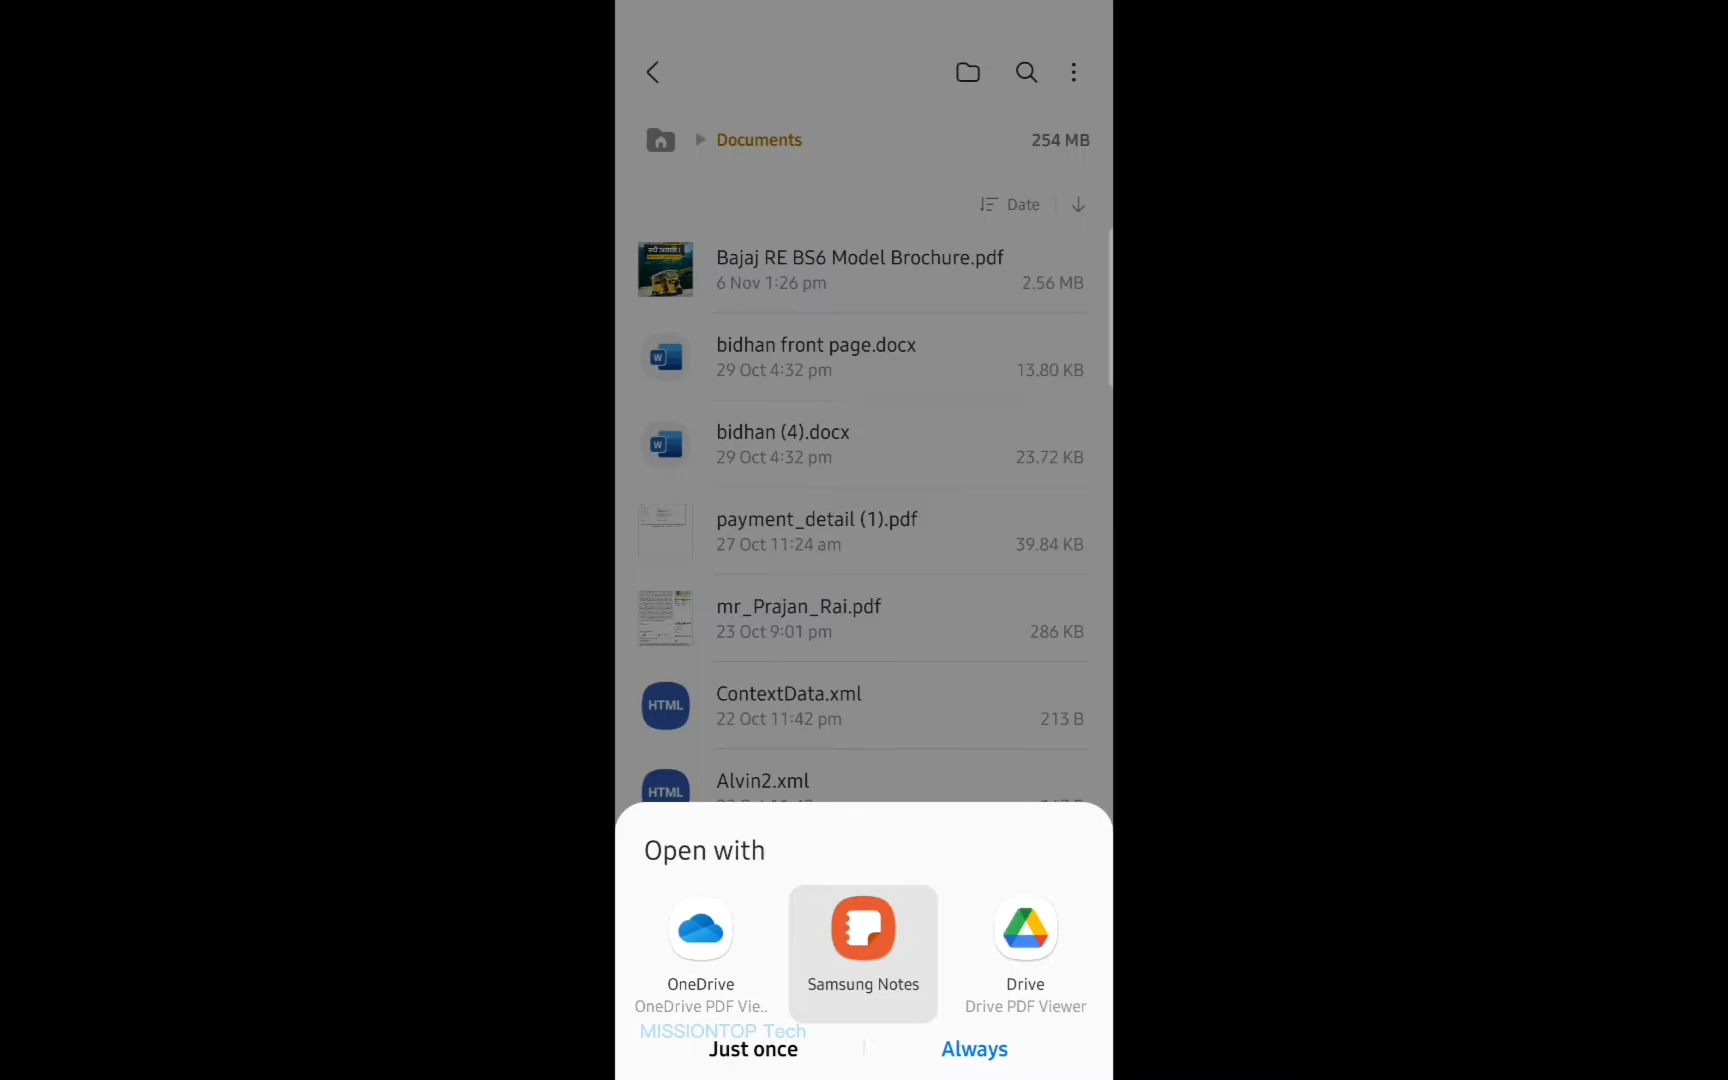 Documents
254 MB
Date
Bajaj RE BS6 Model Brochure.pdf
6 Nov 1:26 pm
2.56 MB
bidhan front page.docx
29 Oct 4:32 pm
13.80 KB
W
bidhan (4).docx
29 Oct 4:32 pm
23.72 KB
W
payment_detail (1).pdf
27 Oct 11:24 am
39.84 KB
mr_Prajan_Rai.pdf
23 Oct 9:01 pm
286 KB
HTML
ContextData.xml
22 Oct 11:42 pm
213 B
HTML
Alvin2.xml
Open with
OneDrive
OneDrive PDF Vie..
Samsung Notes
Drive
Drive PDF Viewer
MISSIONTOP Tech
Just once
Always